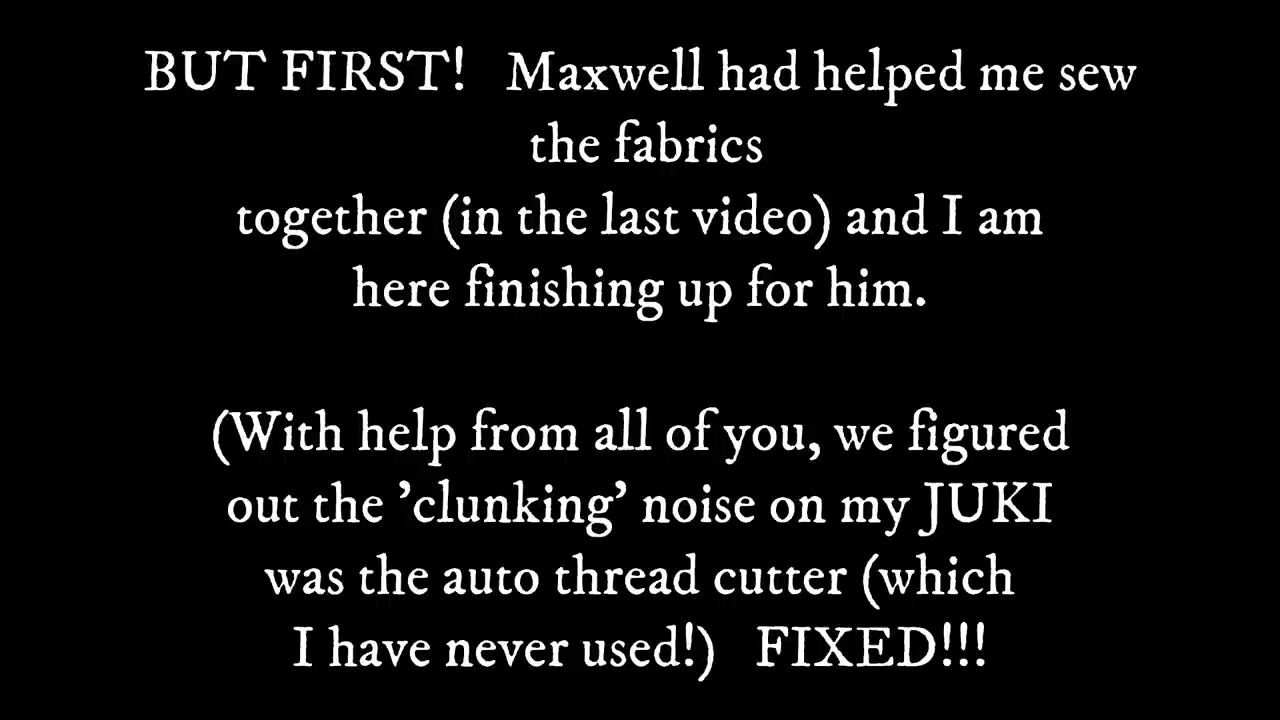 BUT FIRST!   Maxwell had helped me sew
the fabrics
together (in the last video) and I am
here finishing up for him.
(With help from all of you, we figured
out the ’clunking’ noise on my JUKI
was the auto thread cutter (which
I have never used!)   FIXED!!!